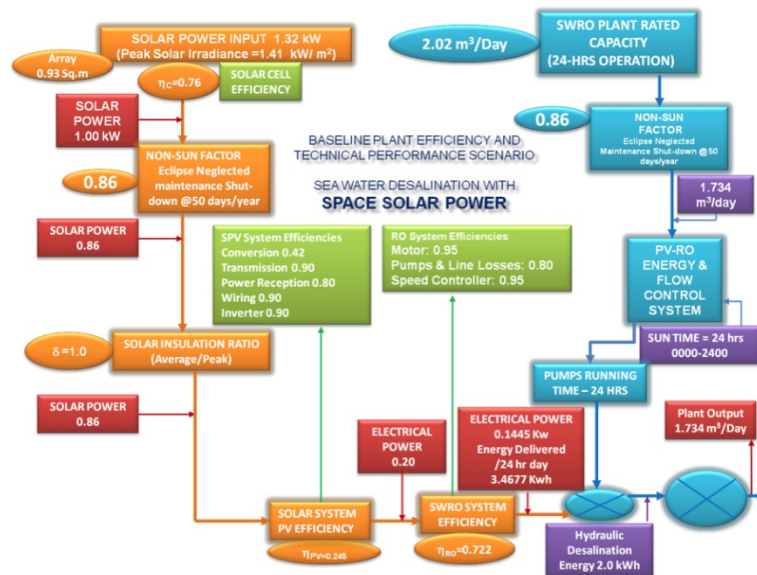 SOLAR POWER INPUT 1.32 kW
(Peak Solar Irradiance =1.41 kW/ m²)
Array
0.93 Sq.m
ηC=0.76
SOLAR CELL
EFFICIENCY
SOLAR
POWER
1.00 kW
NON-SUN FACTOR
Eclipse Neglected
maintenance Shut-
down @50 days/year
0.86
SOLAR POWER
0.86
SOLAR INSULATION RATIO
(Average/Peak)
δ=1.0
SOLAR POWER
0.86
BASELINE PLANT EFFICIENCY AND
TECHNICAL PERFORMANCE SCENARIO
SEA WATER DESALINATION WITH
SPACE SOLAR POWER
SPV System Efficiencies
Conversion 0.42
Transmission 0.90
Power Reception 0.80
Wiring 0.90
Inverter 0.90
RO System Efficiencies
Motor: 0.95
Pumps & Line Losses: 0.80
Speed Controller: 0.95
SOLAR SYSTEM
PV EFFICIENCY
ηPV=0.245
ELECTRICAL
POWER
0.20
SWRO SYSTEM
EFFICIENCY
ηRO=0.722
ELECTRICAL POWER
0.1445 Kw
Energy Delivered
/24 hr day
3.4677 Kwh
2.02 m³/Day
SWRO PLANT RATED
CAPACITY
(24-HRS OPERATION)
0.86
NON-SUN FACTOR
Eclipse Neglected
Maintenance Shut-down @50
days/year
1.734
m³/day
PV-RO
ENERGY &
FLOW
CONTROL
SYSTEM
SUN TIME = 24 hrs
0000-2400
PUMPS RUNNING
TIME – 24 HRS
Plant Output
1.734 m³/Day
Hydraulic
Desalination
Energy 2.0 kWh